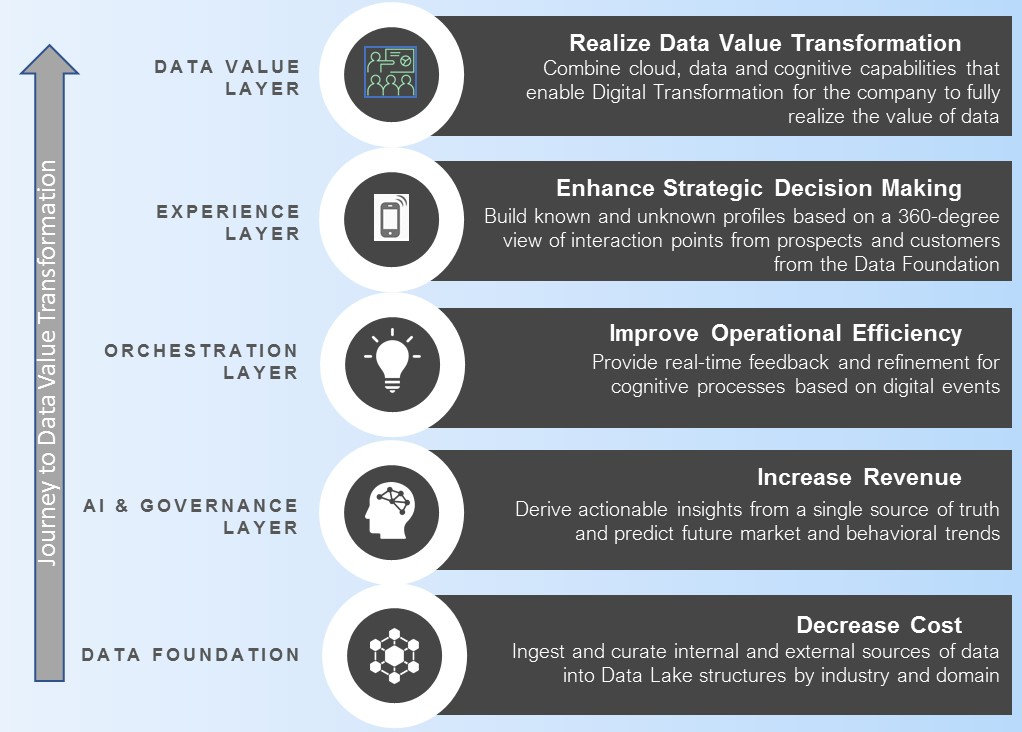 Journey to Data Value Transformation
DATA VALUE
LAYER
Realize Data Value Transformation
Combine cloud, data and cognitive capabilities that
enable Digital Transformation for the company to fully
realize the value of data
EXPERIENCE
LAYER
Enhance Strategic Decision Making
Build known and unknown profiles based on a 360-degree
view of interaction points from prospects and customers
from the Data Foundation
ORCHESTRATION
LAYER
Improve Operational Efficiency
Provide real-time feedback and refinement for
cognitive processes based on digital events
AI & GOVERNANCE
LAYER
Increase Revenue
Derive actionable insights from a single source of truth
and predict future market and behavioral trends
DATA FOUNDATION
Decrease Cost
Ingest and curate internal and external sources of data
into Data Lake structures by industry and domain